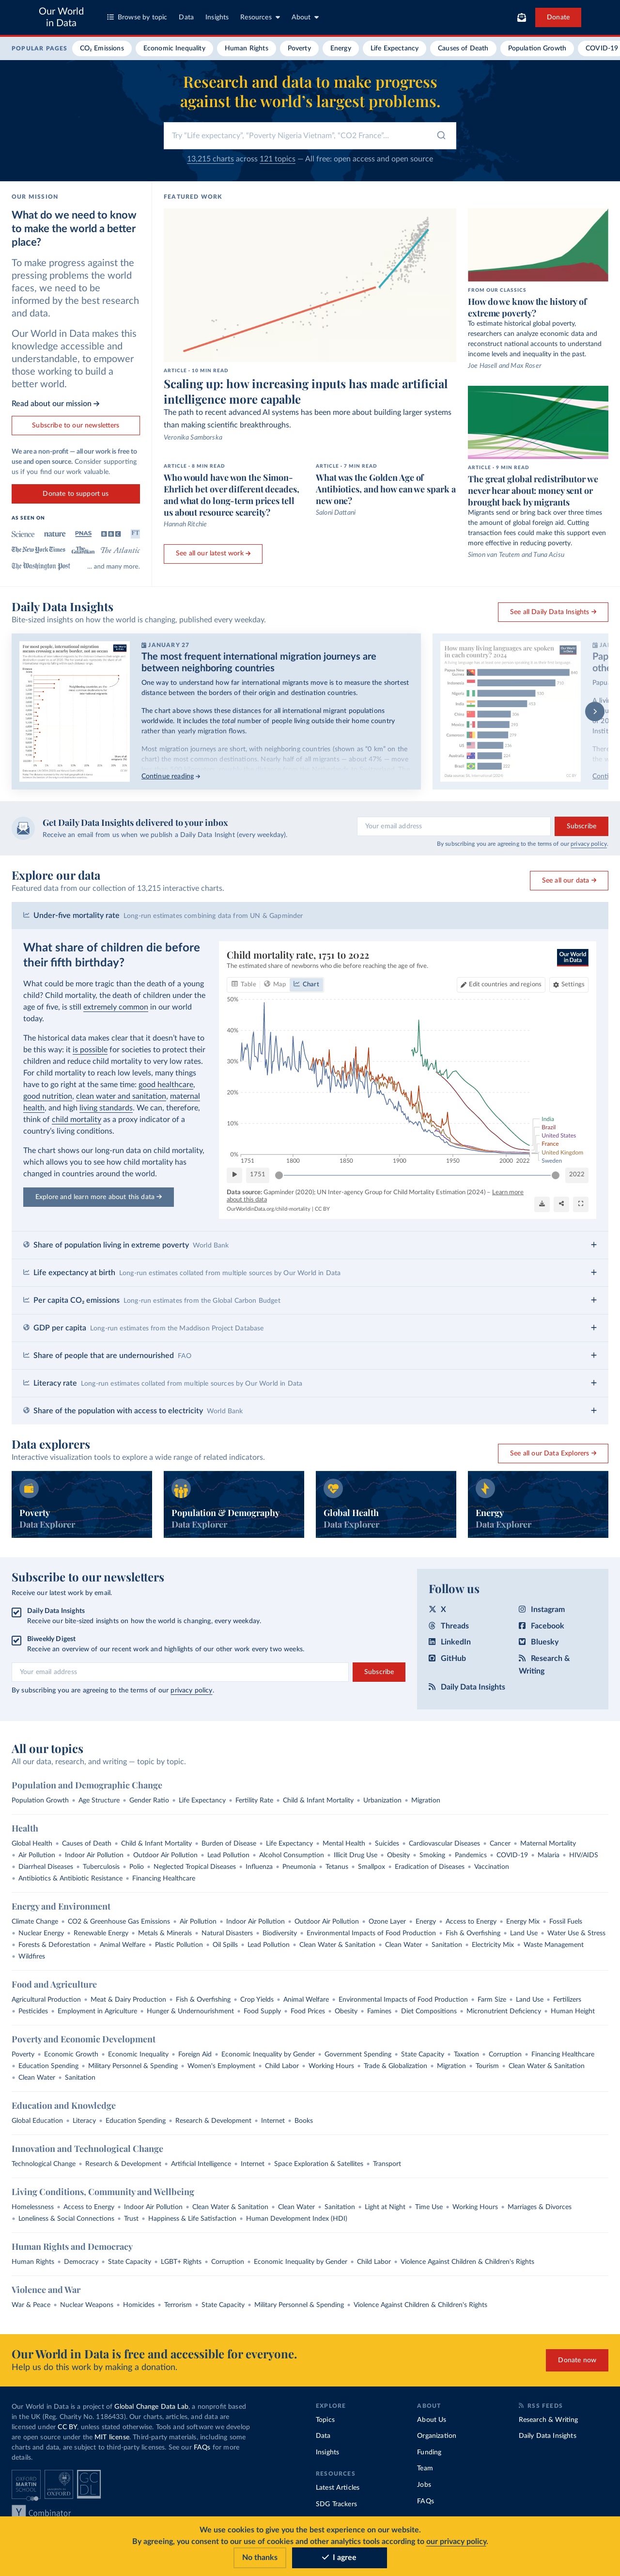 Our World
in Data
Browse by topic
Data
Insights
Resources
About
Donate
POPULAR PAGES
CO₂ Emissions
Economic Inequality
Human Rights
Poverty
Energy
Life Expectancy
Causes of Death
Population Growth
COVID-19
Research and data to make progress
against the world's largest problems.
Try "Life expectancy", "Poverty Nigeria Vietnam", "CO2 France"...
13,215 charts across 121 topics — All free: open access and open source
OUR MISSION
What do we need to know
to make the world a better
place?
To make progress against the
pressing problems the world
faces, we need to be
informed by the best research
and data.
Our World in Data makes this
knowledge accessible and
understandable, to empower
those working to build a
better world.
Read about our mission →
Subscribe to our newsletters
We are a non-profit — all our work is free to
use and open source. Consider supporting
us if you find our work valuable.
Donate to support us
AS SEEN ON
Science nature PNAS BBC FT
The New York Times The Guardian The Atlantic
The Washington Post ... and many more.
FEATURED WORK
ARTICLE · 10 MIN READ
Scaling up: how increasing inputs has made artificial
intelligence more capable
The path to recent advanced AI systems has been more about building larger systems
than making scientific breakthroughs.
Veronika Samborska
ARTICLE · 8 MIN READ
Who would have won the Simon-
Ehrlich bet over different decades,
and what do long-term prices tell
us about resource scarcity?
Hannah Ritchie
ARTICLE · 7 MIN READ
What was the Golden Age of
Antibiotics, and how can we spark a
new one?
Saloni Dattani
See all our latest work →
FROM OUR CLASSICS
How do we know the history of
extreme poverty?
To estimate historical global poverty,
researchers can analyze economic data and
reconstruct national accounts to understand
income levels and inequality in the past.
Joe Hasell and Max Roser
ARTICLE · 9 MIN READ
The great global redistributor we
never hear about: money sent or
brought back by migrants
Migrants send or bring back over three times
the amount of global foreign aid. Cutting
transaction fees could make this support even
more effective in reducing poverty.
Simon van Teutem and Tuna Acisu
Daily Data Insights
Bite-sized insights on how the world is changing, published every weekday.
See all Daily Data Insights →
For most people, international migration
means crossing a nearby border, not an ocean
JANUARY 27
The most frequent international migration journeys are
between neighboring countries
One way to understand how far international migrants move is to measure the shortest
distance between the borders of their origin and destination countries.
The chart above shows these distances for all international migrant populations
worldwide. It includes the total number of people living outside their home country
rather than yearly migration flows.
Most migration journeys are short, with neighboring countries (shown as "0 km" on the
chart) the most common destinations. Nearly half of all migrants — about 47% — move
Continue reading →
How many living languages are spoken
in each country? 2024
Papua New Guinea
Indonesia
Nigeria
India
China
Mexico
Cameroon
US
Australia
Brazil
Get Daily Data Insights delivered to your inbox
Receive an email from us when we publish a Daily Data Insight (every weekday).
Your email address
Subscribe
By subscribing you are agreeing to the terms of our privacy policy.
Explore our data
Featured data from our collection of 13,215 interactive charts.
See all our data →
Under-five mortality rate Long-run estimates combining data from UN & Gapminder
What share of children die before
their fifth birthday?
What could be more tragic than the death of a young
child? Child mortality, the death of children under the
age of five, is still extremely common in our world
today.
The historical data makes clear that it doesn't have to
be this way: it is possible for societies to protect their
children and reduce child mortality to very low rates.
For child mortality to reach low levels, many things
have to go right at the same time: good healthcare,
good nutrition, clean water and sanitation, maternal
health, and high living standards. We can, therefore,
think of child mortality as a proxy indicator of a
country's living conditions.
The chart shows our long-run data on child mortality,
which allows you to see how child mortality has
changed in countries around the world.
Explore and learn more about this data →
Child mortality rate, 1751 to 2022
The estimated share of newborns who die before reaching the age of five.
Our World
in Data
Table
Map
Chart
Edit countries and regions
Settings
50%
40%
30%
20%
10%
0%
1751
1800
1850
1900
1950
2000
2022
India
Brazil
United States
France
United Kingdom
Sweden
1751
2022
Data source: Gapminder (2020); UN Inter-agency Group for Child Mortality Estimation (2024) – Learn more
about this data
OurWorldinData.org/child-mortality | CC BY
Share of population living in extreme poverty World Bank
Life expectancy at birth Long-run estimates collated from multiple sources by Our World in Data
Per capita CO₂ emissions Long-run estimates from the Global Carbon Budget
GDP per capita Long-run estimates from the Maddison Project Database
Share of people that are undernourished FAO
Literacy rate Long-run estimates collated from multiple sources by Our World in Data
Share of the population with access to electricity World Bank
Data explorers
Interactive visualization tools to explore a wide range of related indicators.
See all our Data Explorers →
Poverty
Data Explorer
Population & Demography
Data Explorer
Global Health
Data Explorer
Energy
Data Explorer
Subscribe to our newsletters
Receive our latest work by email.
Daily Data Insights
Receive our bite-sized insights on how the world is changing, every weekday.
Biweekly Digest
Receive an overview of our recent work and highlights of our other work every two weeks.
Your email address
Subscribe
By subscribing you are agreeing to the terms of our privacy policy.
Follow us
X
Instagram
Threads
Facebook
LinkedIn
Bluesky
GitHub
Research &
Writing
Daily Data Insights
All our topics
All our data, research, and writing — topic by topic.
Population and Demographic Change
Population Growth • Age Structure • Gender Ratio • Life Expectancy • Fertility Rate • Child & Infant Mortality • Urbanization • Migration
Health
Global Health • Causes of Death • Child & Infant Mortality • Burden of Disease • Life Expectancy • Mental Health • Suicides • Cardiovascular Diseases • Cancer • Maternal Mortality
• Air Pollution • Indoor Air Pollution • Outdoor Air Pollution • Lead Pollution • Alcohol Consumption • Illicit Drug Use • Obesity • Smoking • Pandemics • COVID-19 • Malaria • HIV/AIDS
• Diarrheal Diseases • Tuberculosis • Polio • Neglected Tropical Diseases • Influenza • Pneumonia • Tetanus • Smallpox • Eradication of Diseases • Vaccination
• Antibiotics & Antibiotic Resistance • Financing Healthcare
Energy and Environment
Climate Change • CO2 & Greenhouse Gas Emissions • Air Pollution • Indoor Air Pollution • Outdoor Air Pollution • Ozone Layer • Energy • Access to Energy • Energy Mix • Fossil Fuels
• Nuclear Energy • Renewable Energy • Metals & Minerals • Natural Disasters • Biodiversity • Environmental Impacts of Food Production • Fish & Overfishing • Land Use • Water Use & Stress
• Forests & Deforestation • Animal Welfare • Plastic Pollution • Oil Spills • Lead Pollution • Clean Water & Sanitation • Clean Water • Sanitation • Electricity Mix • Waste Management
• Wildfires
Food and Agriculture
Agricultural Production • Meat & Dairy Production • Fish & Overfishing • Crop Yields • Animal Welfare • Environmental Impacts of Food Production • Farm Size • Land Use • Fertilizers
• Pesticides • Employment in Agriculture • Hunger & Undernourishment • Food Supply • Food Prices • Obesity • Famines • Diet Compositions • Micronutrient Deficiency • Human Height
Poverty and Economic Development
Poverty • Economic Growth • Economic Inequality • Foreign Aid • Economic Inequality by Gender • Government Spending • State Capacity • Taxation • Corruption • Financing Healthcare
• Education Spending • Military Personnel & Spending • Women's Employment • Child Labor • Working Hours • Trade & Globalization • Migration • Tourism • Clean Water & Sanitation
• Clean Water • Sanitation
Education and Knowledge
Global Education • Literacy • Education Spending • Research & Development • Internet • Books
Innovation and Technological Change
Technological Change • Research & Development • Artificial Intelligence • Internet • Space Exploration & Satellites • Transport
Living Conditions, Community and Wellbeing
Homelessness • Access to Energy • Indoor Air Pollution • Clean Water & Sanitation • Clean Water • Sanitation • Light at Night • Time Use • Working Hours • Marriages & Divorces
• Loneliness & Social Connections • Trust • Happiness & Life Satisfaction • Human Development Index (HDI)
Human Rights and Democracy
Human Rights • Democracy • State Capacity • LGBT+ Rights • Corruption • Economic Inequality by Gender • Child Labor • Violence Against Children & Children's Rights
Violence and War
War & Peace • Nuclear Weapons • Homicides • Terrorism • State Capacity • Military Personnel & Spending • Violence Against Children & Children's Rights
Our World in Data is free and accessible for everyone.
Help us do this work by making a donation.
Donate now
Our World in Data is a project of Global Change Data Lab, a nonprofit based
in the UK (Reg. Charity No. 1186433). Our charts, articles, and data are
licensed under CC BY, unless stated otherwise. Tools and software we develop
are open source under the MIT license. Third-party materials, including some
charts and data, are subject to third-party licenses. See our FAQs for more
details.
OXFORD
MARTIN
SCHOOL
UNIVERSITY OF
OXFORD
GC
DL
Y Combinator
EXPLORE
Topics
Data
Insights
RESOURCES
Latest Articles
SDG Trackers
ABOUT
About Us
Organization
Funding
Team
Jobs
FAQs
RSS FEEDS
Research & Writing
Daily Data Insights
We use cookies to give you the best experience on our website.
By agreeing, you consent to our use of cookies and other analytics tools according to our privacy policy.
No thanks
I agree